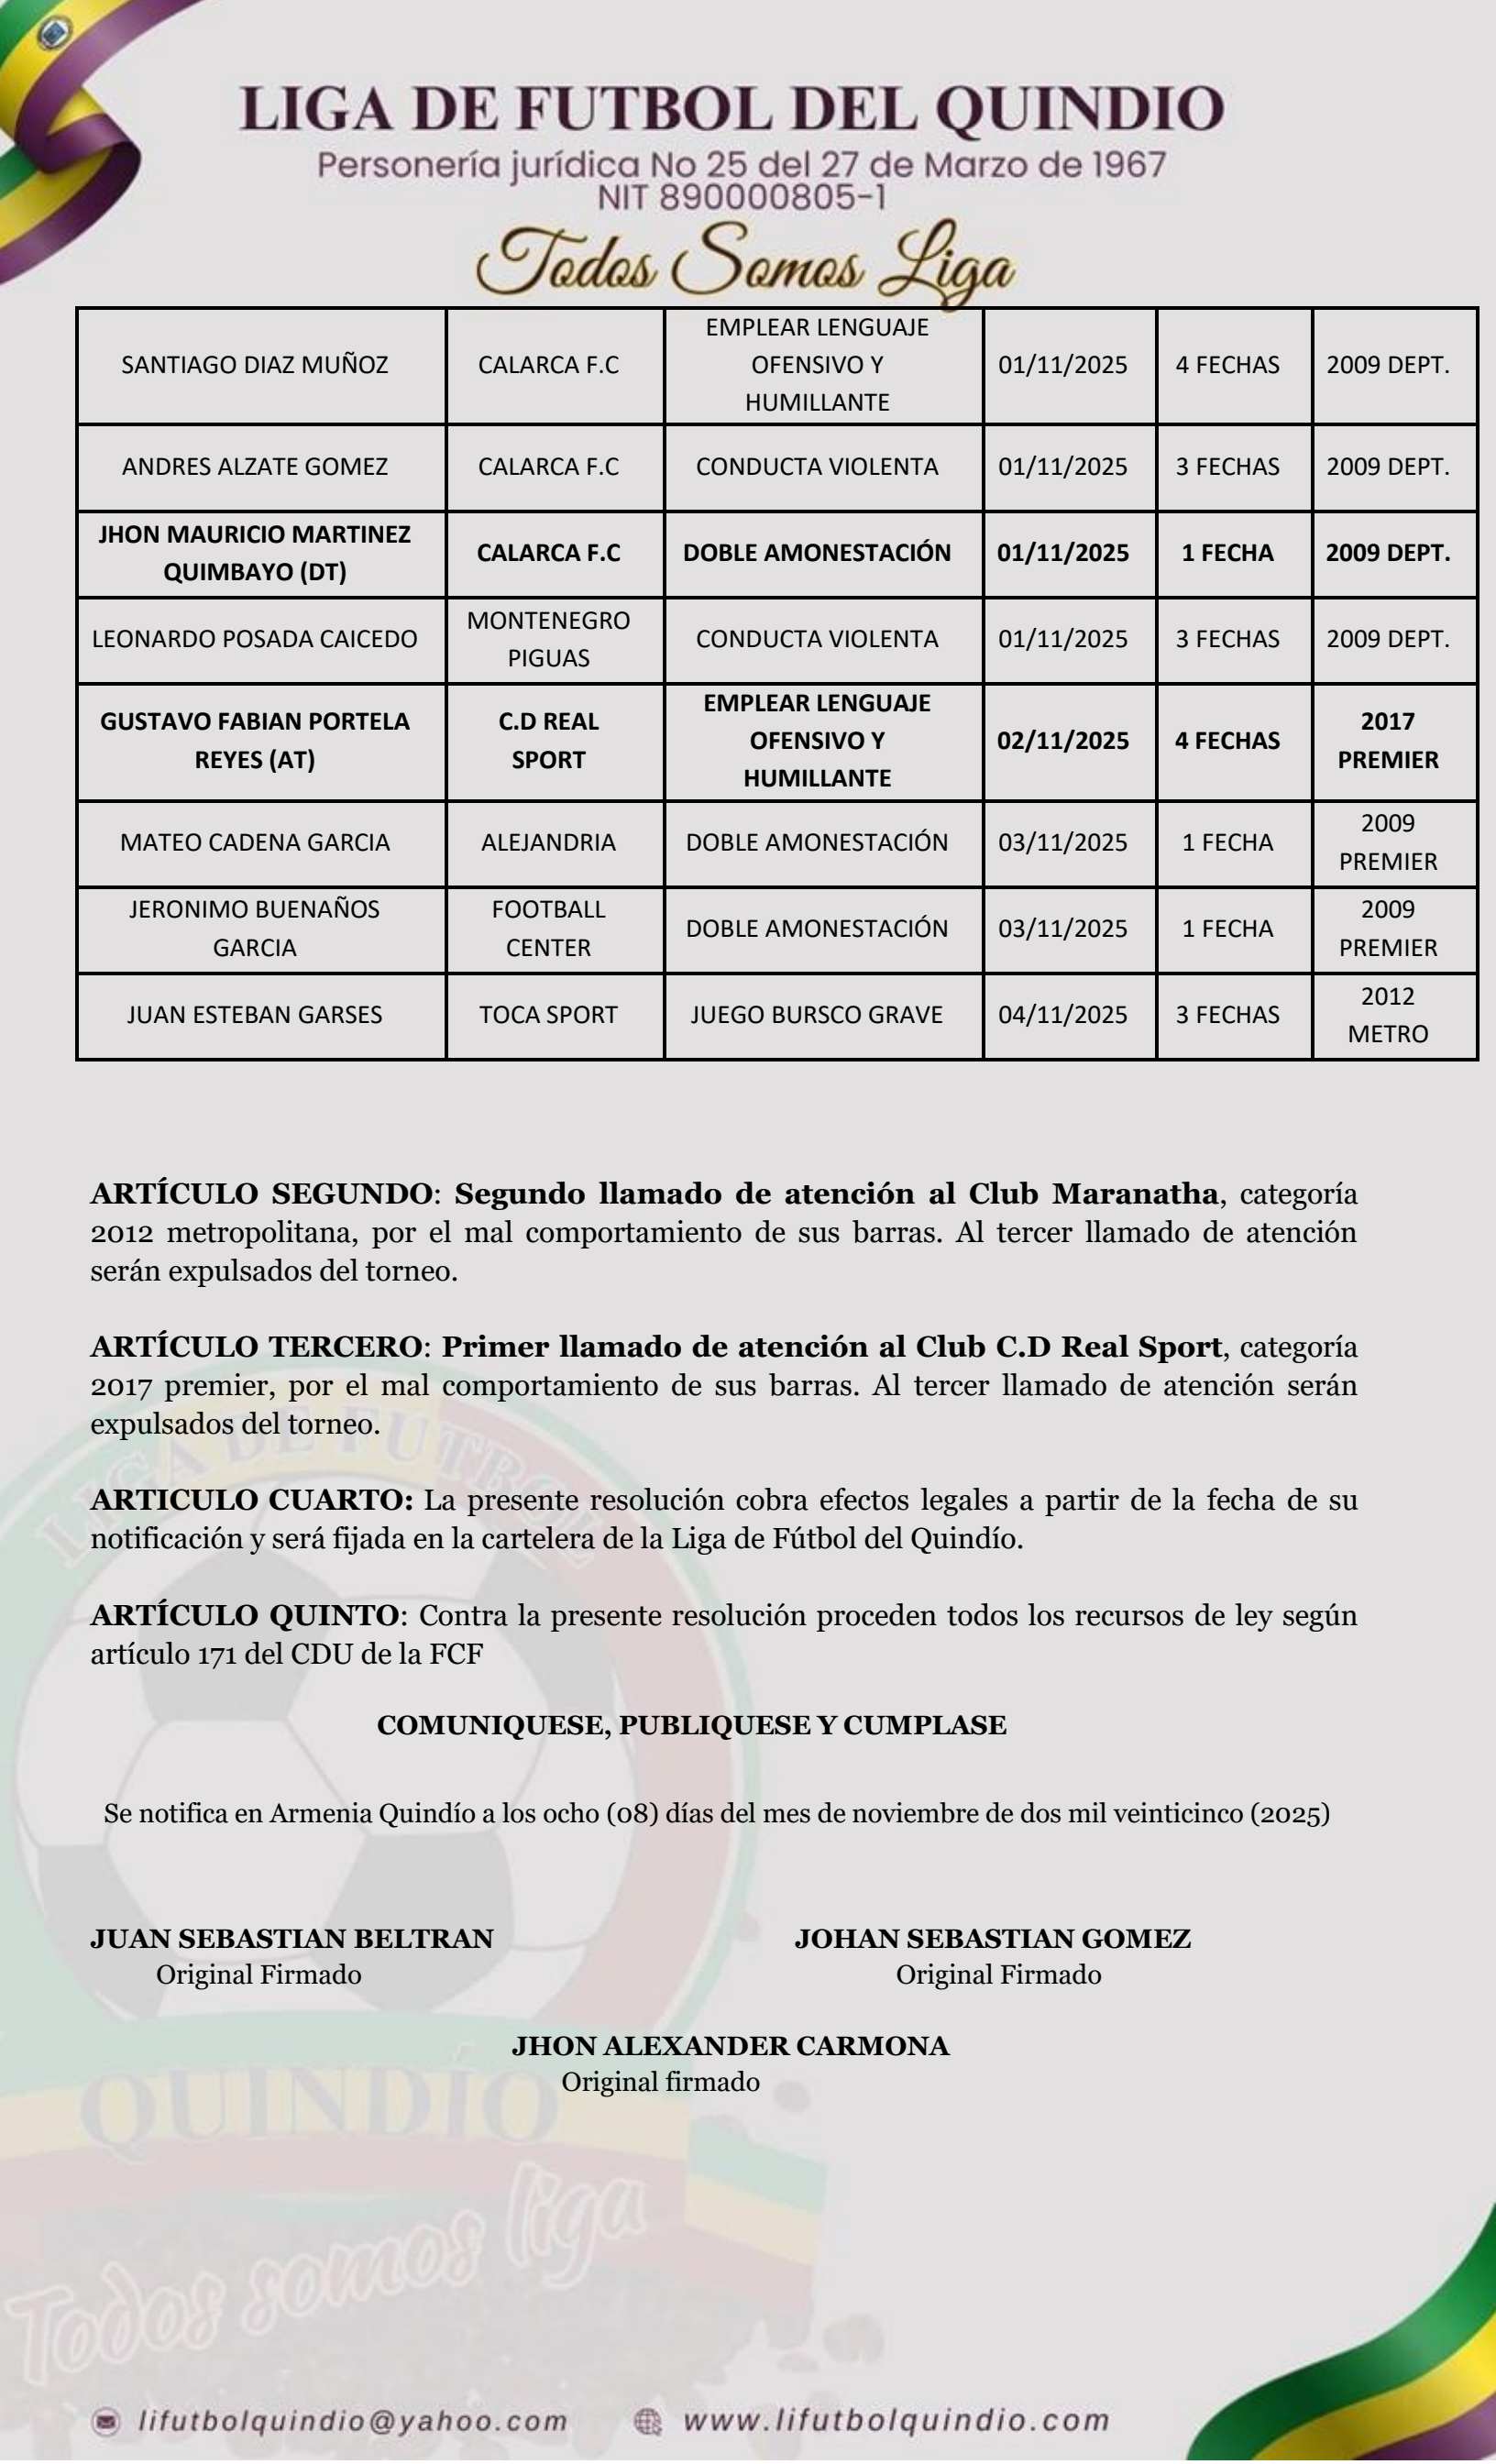 LIGA DE FUTBOL DEL QUINDIO
Personería jurídica No 25 del 27 de Marzo de 1967
NIT 890000805-1
Todos Somos Liga
SANTIAGO DIAZ MUÑOZ CALARCA F.C EMPLEAR LENGUAJE OFENSIVO Y HUMILLANTE 01/11/2025 4 FECHAS 2009 DEPT.
ANDRES ALZATE GOMEZ CALARCA F.C CONDUCTA VIOLENTA 01/11/2025 3 FECHAS 2009 DEPT.
JHON MAURICIO MARTINEZ QUIMBAYO (DT) CALARCA F.C DOBLE AMONESTACIÓN 01/11/2025 1 FECHA 2009 DEPT.
LEONARDO POSADA CAICEDO MONTENEGRO PIGUAS CONDUCTA VIOLENTA 01/11/2025 3 FECHAS 2009 DEPT.
GUSTAVO FABIAN PORTELA REYES (AT) C.D REAL SPORT EMPLEAR LENGUAJE OFENSIVO Y HUMILLANTE 02/11/2025 4 FECHAS 2017 PREMIER
MATEO CADENA GARCIA ALEJANDRIA DOBLE AMONESTACIÓN 03/11/2025 1 FECHA 2009 PREMIER
JERONIMO BUENAÑOS GARCIA FOOTBALL CENTER DOBLE AMONESTACIÓN 03/11/2025 1 FECHA 2009 PREMIER
JUAN ESTEBAN GARSES TOCA SPORT JUEGO BURSCO GRAVE 04/11/2025 3 FECHAS 2012 METRO
ARTÍCULO SEGUNDO: Segundo llamado de atención al Club Maranatha, categoría
2012 metropolitana, por el mal comportamiento de sus barras. Al tercer llamado de atención
serán expulsados del torneo.
ARTÍCULO TERCERO: Primer llamado de atención al Club C.D Real Sport, categoría
2017 premier, por el mal comportamiento de sus barras. Al tercer llamado de atención serán
expulsados del torneo.
ARTICULO CUARTO: La presente resolución cobra efectos legales a partir de la fecha de su
notificación y será fijada en la cartelera de la Liga de Fútbol del Quindío.
ARTÍCULO QUINTO: Contra la presente resolución proceden todos los recursos de ley según
artículo 171 del CDU de la FCF
COMUNIQUESE, PUBLIQUESE Y CUMPLASE
Se notifica en Armenia Quindío a los ocho (08) días del mes de noviembre de dos mil veinticinco (2025)
JUAN SEBASTIAN BELTRAN JOHAN SEBASTIAN GOMEZ
Original Firmado Original Firmado
JHON ALEXANDER CARMONA
Original firmado
LIGA DE FUTBOL
QUINDÍO
Todos somos liga
lifutbolquindio@yahoo.com www.lifutbolquindio.com